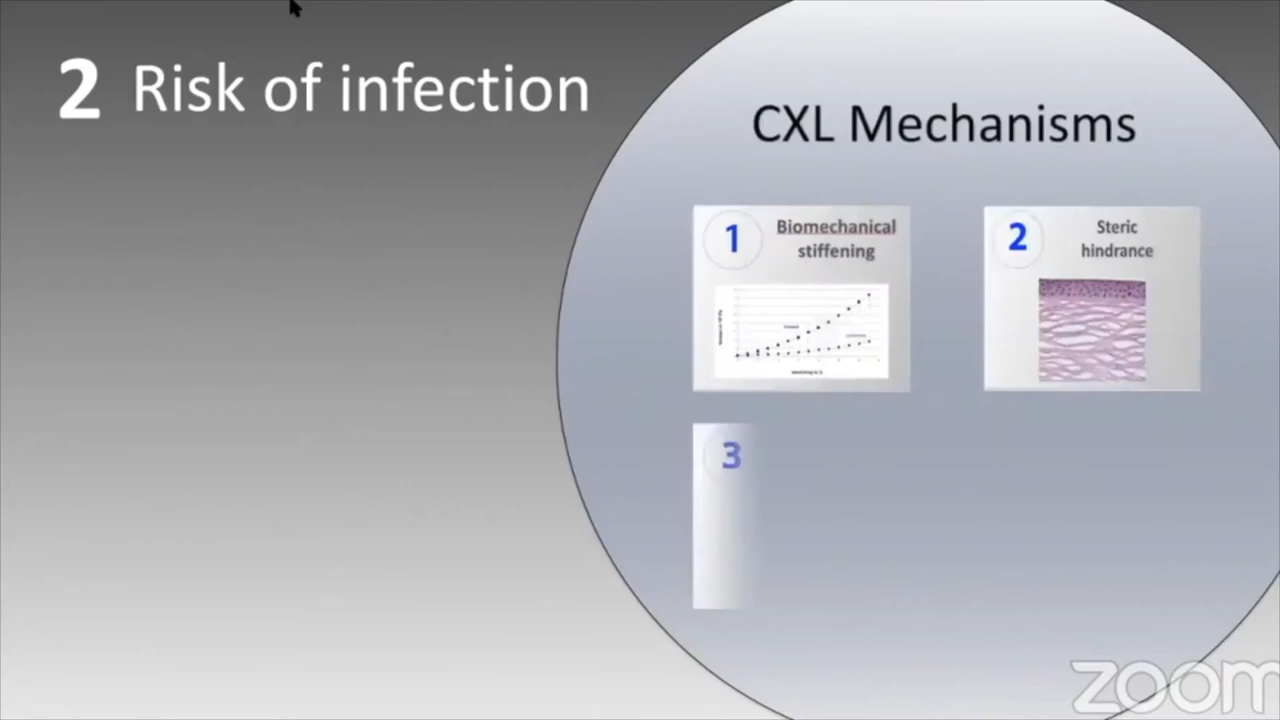 2 Risk of infection
CXL Mechanisms
1
Biomechanical
stiffening
2
Steric
hindrance
3
zoom